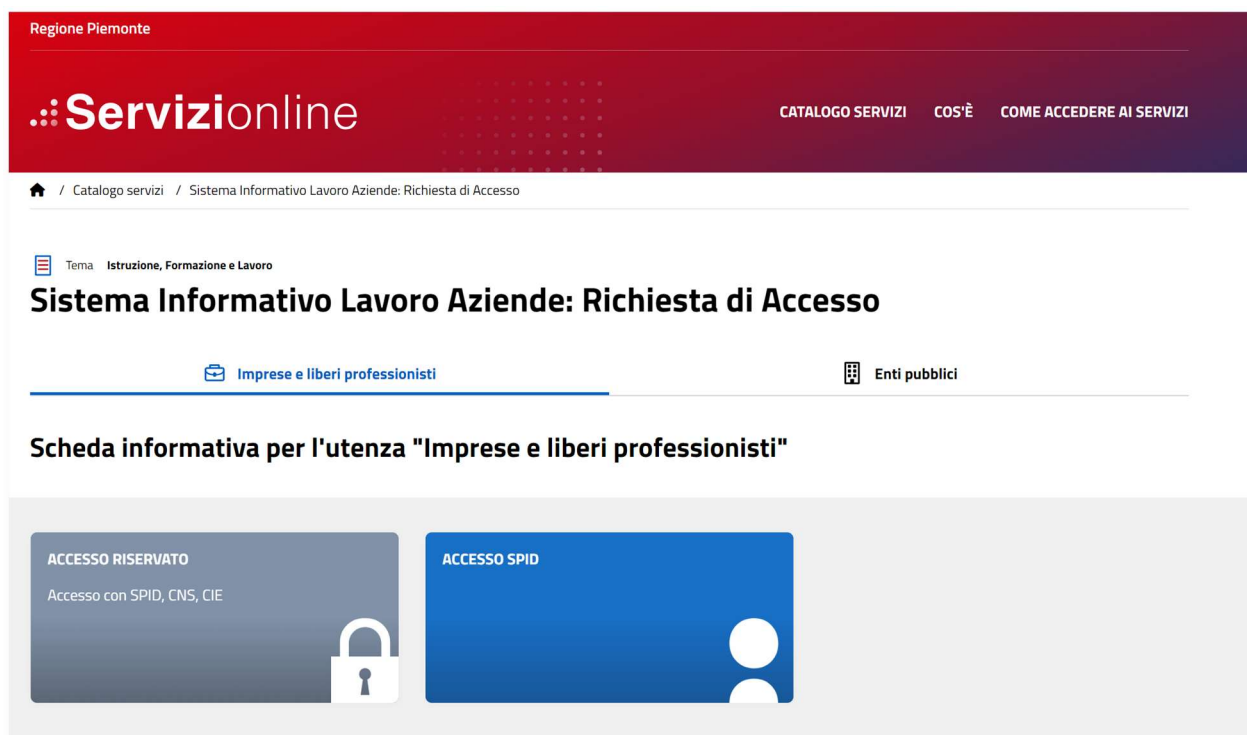 Regione Piemonte
Servizionline
CATALOGO SERVIZI COS'È COME ACCEDERE AI SERVIZI
/ Catalogo servizi / Sistema Informativo Lavoro Aziende: Richiesta di Accesso
Tema Istruzione, Formazione e Lavoro
Sistema Informativo Lavoro Aziende: Richiesta di Accesso
Imprese e liberi professionisti Enti pubblici
Scheda informativa per l'utenza "Imprese e liberi professionisti"
ACCESSO RISERVATO
Accesso con SPID, CNS, CIE
ACCESSO SPID